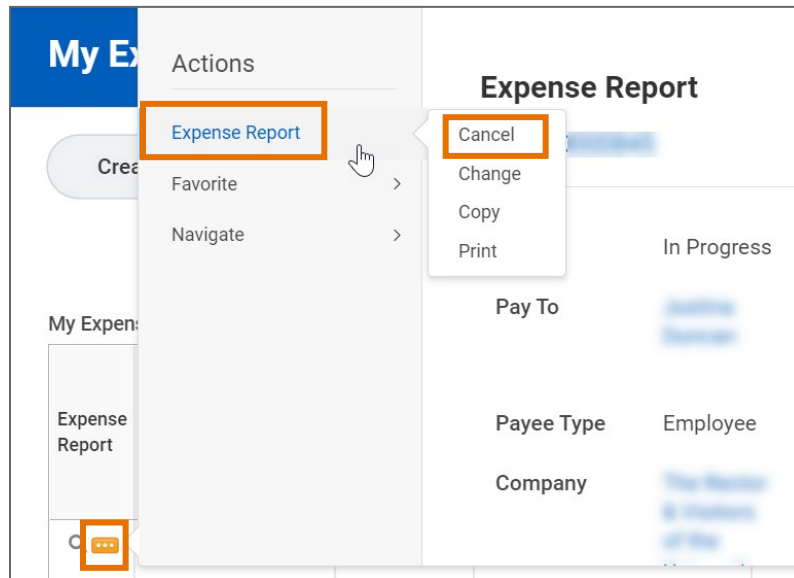 My Ex
Actions
Expense Report
Expense Report
Cancel
Crea
Change
Favorite
Copy
Navigate
Print
In Progress
My Expens
Pay To
Expense
Report
Payee Type
Employee
Company